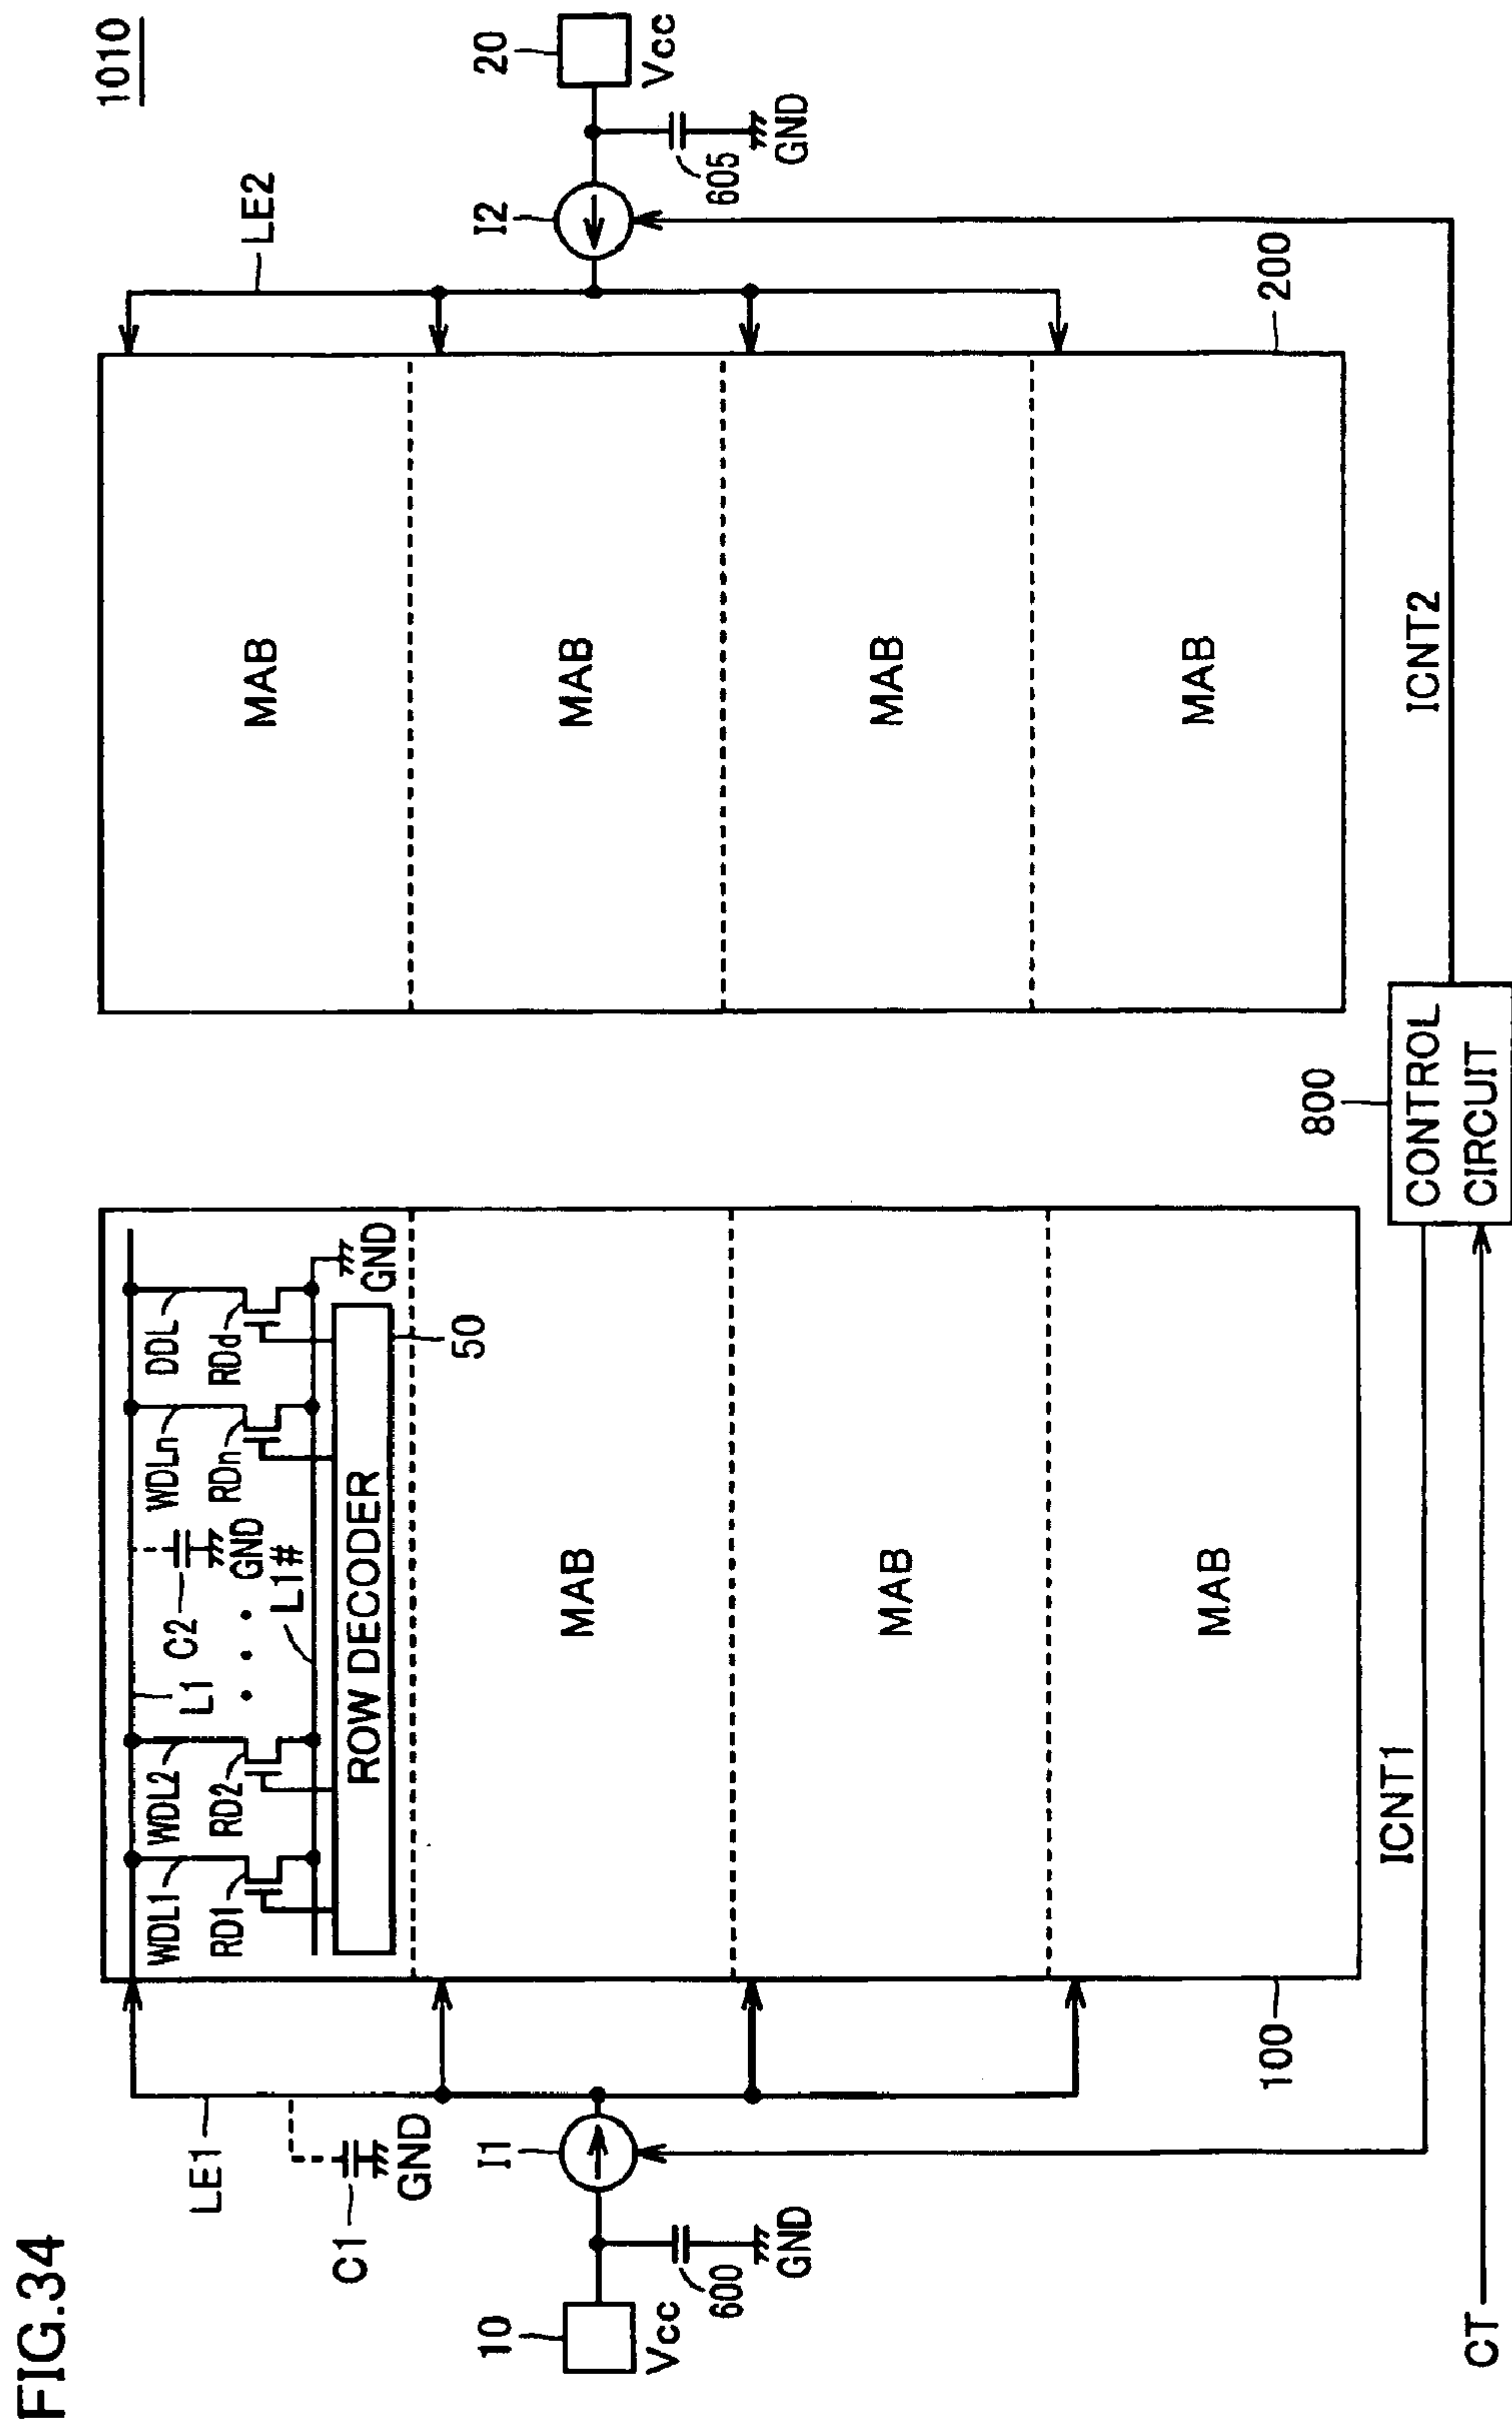 FIG.34
1010
LE1
C1
GND
I1
10
Vcc
600
GND
WDL1
RD1
WDL2
RD2
L1
C2
GND
L1#
WDLn
RDn
DDL
RDd
GND
ROW DECODER
50
MAB
MAB
MAB
100
MAB
MAB
MAB
MAB
200
LE2
I2
20
Vcc
605
GND
ICNT1
ICNT2
800
CONTROL
CIRCUIT
CT